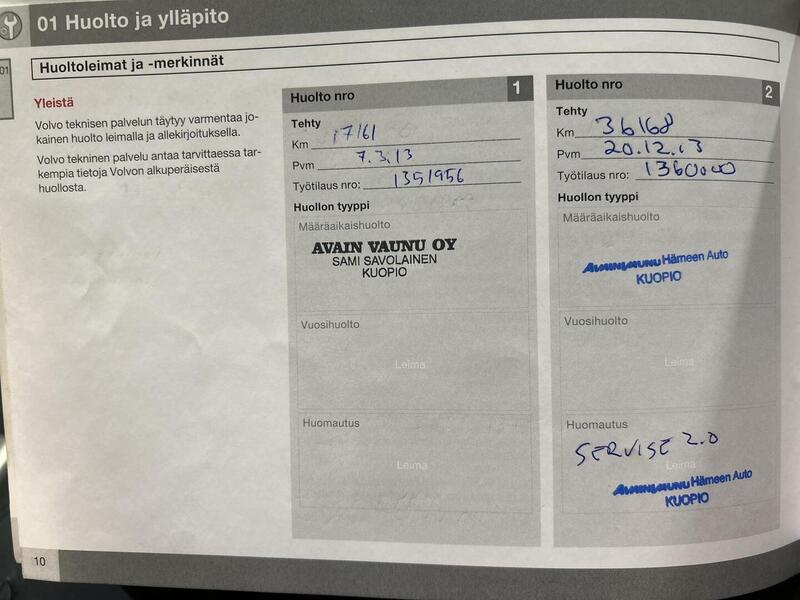 01 Huolto ja ylläpito
01
Huoltoleimat ja -merkinnät
Yleistä
Volvo teknisen palvelun täytyy varmentaa jo-
kainen huolto leimalla ja allekirjoituksella.
Volvo tekninen palvelu antaa tarvittaessa tar-
kempia tietoja Volvon alkuperäisestä
huollosta.
Huolto nro 1
Tehty
Km 17161
Pvm 7.3.13
Työtilaus nro: 1351956
Huollon tyyppi
Määräaikaishuolto
AVAIN VAUNU OY
SAMI SAVOLAINEN
KUOPIO
Vuosihuolto
Leima
Huomautus
Leima
Huolto nro 2
Tehty
Km 36168
Pvm 20.12.13
Työtilaus nro: 1360000
Huollon tyyppi
Määräaikaishuolto
AVAINVAUNU Hämeen Auto
KUOPIO
Vuosihuolto
Leima
Huomautus
SERVISE 2.0
Leima
AVAINVAUNU Hämeen Auto
KUOPIO
10